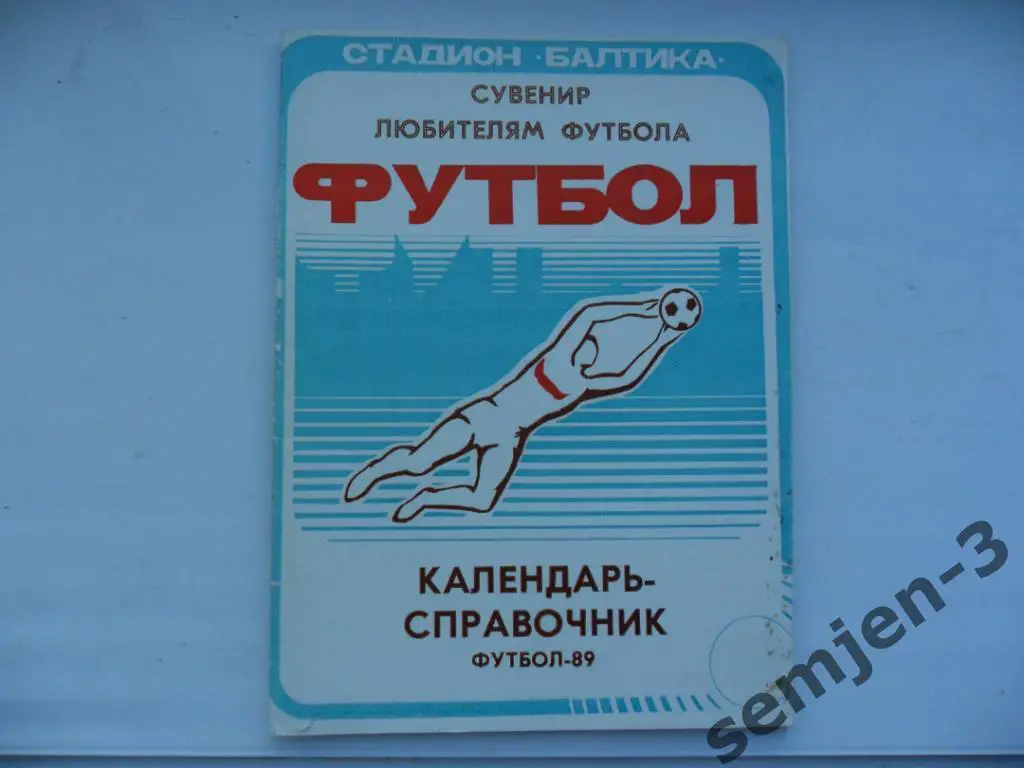 СТАДИОН ·БАЛТИКА·
СУВЕНИР
ЛЮБИТЕЛЯМ ФУТБОЛА
ФУТБОЛ
КАЛЕНДАРЬ-
СПРАВОЧНИК
ФУТБОЛ-89
semjen-3